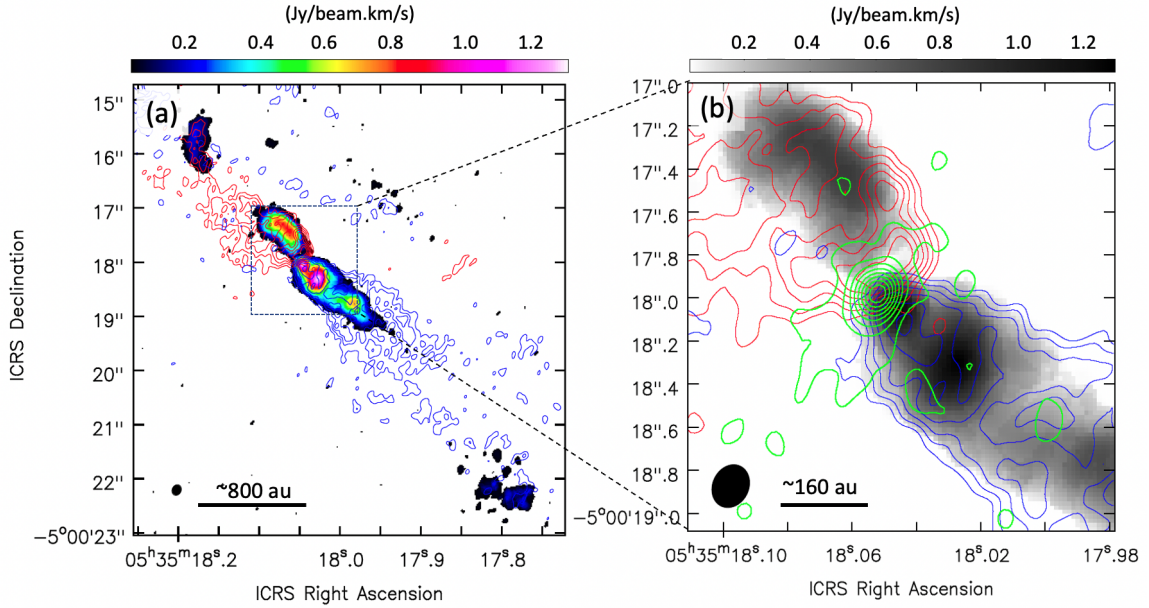 (Jy/beam.km/s)
0.2 0.4 0.6 0.8 1.0 1.2
(a)
15"
16"
17"
18"
19"
20"
21"
22"
−5°00'23"
ICRS Declination
~800 au
05ʰ35ᵐ18ˢ.2 18ˢ.0 17ˢ.9 17ˢ.8
ICRS Right Ascension
(Jy/beam.km/s)
0.2 0.4 0.6 0.8 1.0 1.2
(b)
17".0
17".2
17".4
17".6
17".8
18".0
18".2
18".4
18".6
18".8
−5°00'19".0
~160 au
05ʰ35ᵐ18ˢ.10 18ˢ.06 18ˢ.02 17ˢ.98
ICRS Right Ascension